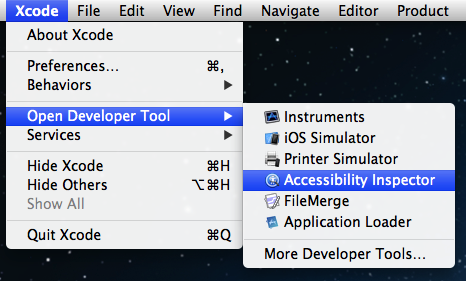 Xcode File Edit View Find Navigate Editor Product
About Xcode
Preferences... ⌘,
Behaviors ▶
Open Developer Tool ▶
Services ▶
Hide Xcode ⌘H
Hide Others ⌥⌘H
Show All
Quit Xcode ⌘Q
Instruments
iOS Simulator
Printer Simulator
Accessibility Inspector
FileMerge
Application Loader
More Developer Tools...